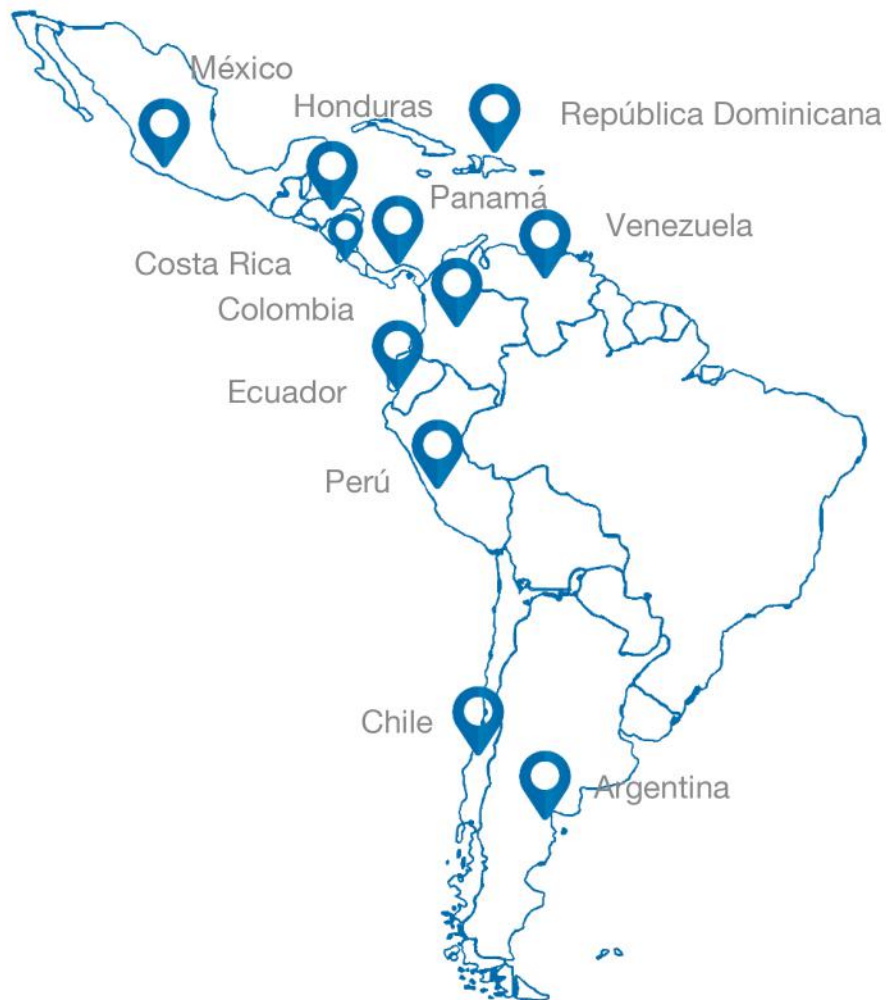 México
Honduras
República Dominicana
Panamá
Venezuela
Costa Rica
Colombia
Ecuador
Perú
Chile
Argentina